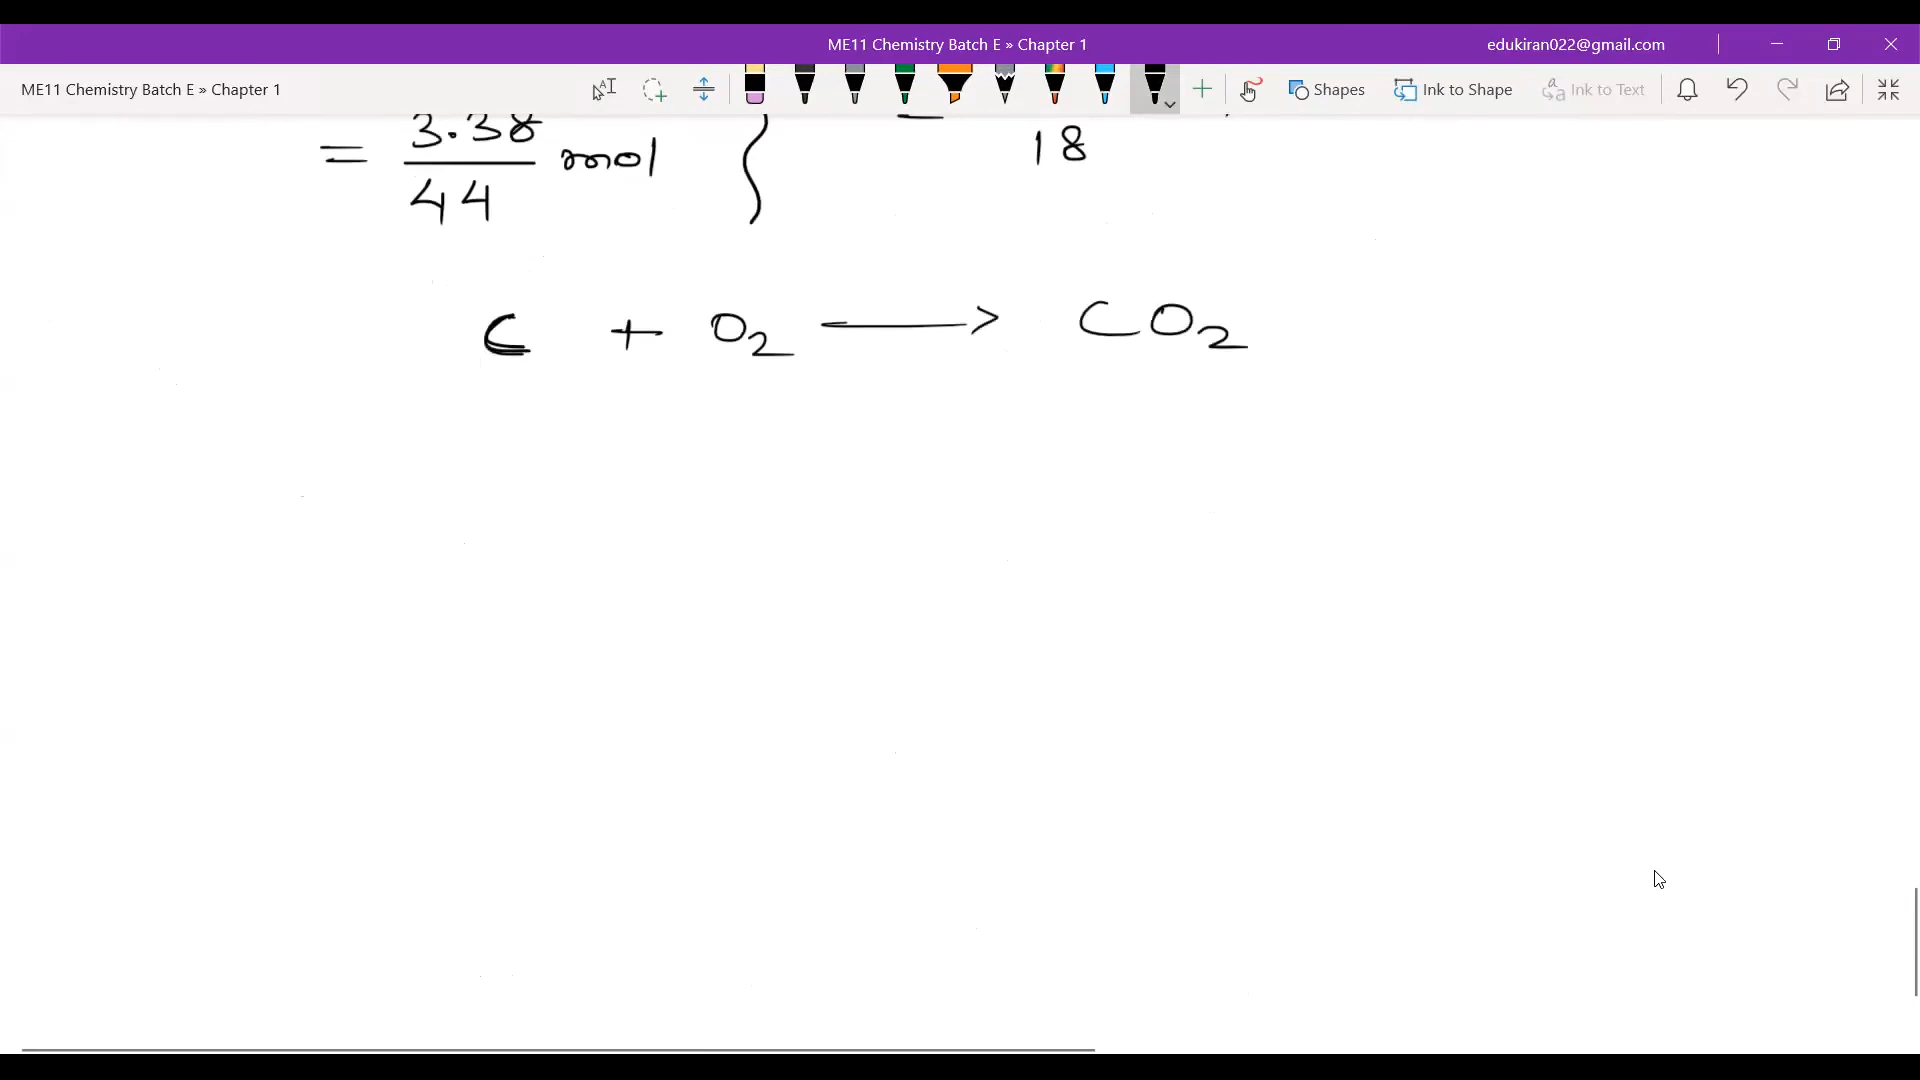 ME11 Chemistry Batch E » Chapter 1
edukiran022@gmail.com
ME11 Chemistry Batch E » Chapter 1
Shapes
Ink to Shape
Ink to Text
= 3.38/44 mol
18
C + O₂ ⟶ CO₂